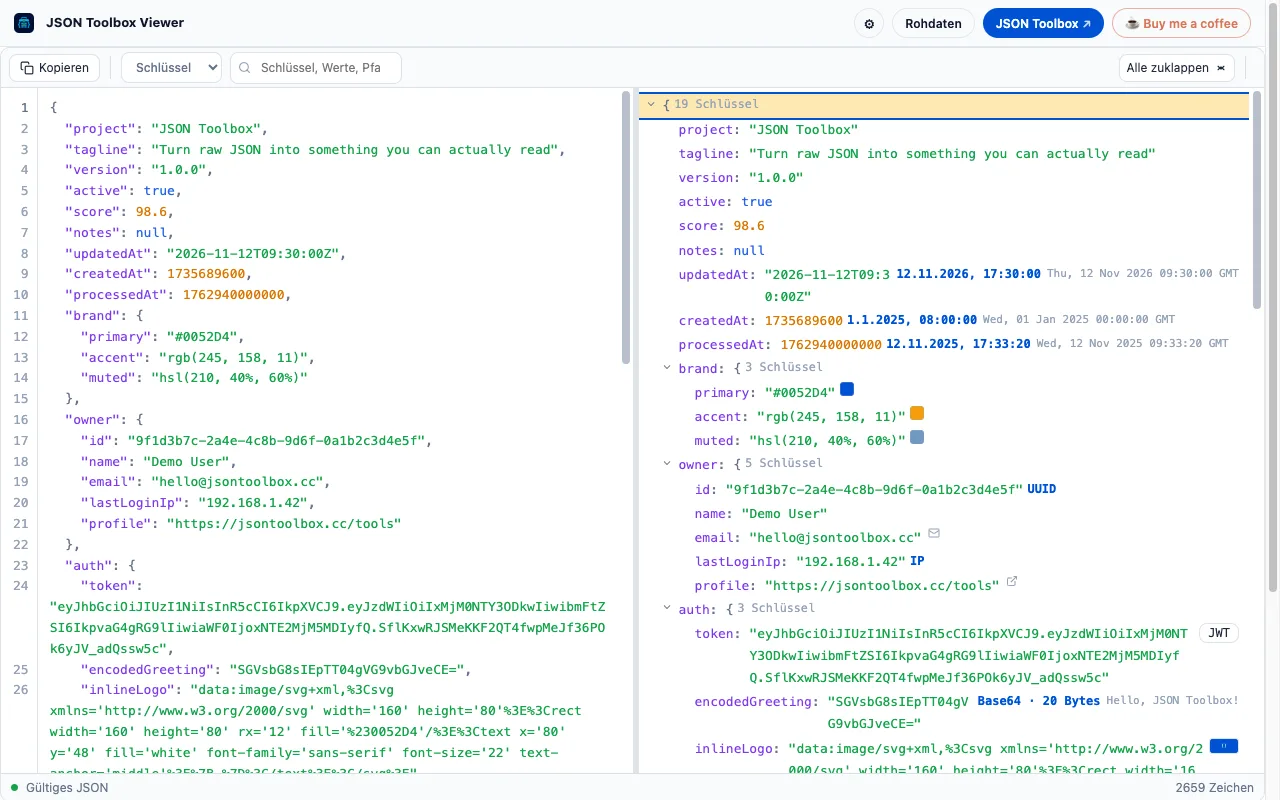 JSON Toolbox Viewer
Rohdaten
JSON Toolbox ↗
☕ Buy me a coffee
Kopieren
Schlüssel
Schlüssel, Werte, Pfa
Alle zuklappen
1 {
2 "project": "JSON Toolbox",
3 "tagline": "Turn raw JSON into something you can actually read",
4 "version": "1.0.0",
5 "active": true,
6 "score": 98.6,
7 "notes": null,
8 "updatedAt": "2026-11-12T09:30:00Z",
9 "createdAt": 1735689600,
10 "processedAt": 1762940000000,
11 "brand": {
12 "primary": "#0052D4",
13 "accent": "rgb(245, 158, 11)",
14 "muted": "hsl(210, 40%, 60%)"
15 },
16 "owner": {
17 "id": "9f1d3b7c-2a4e-4c8b-9d6f-0a1b2c3d4e5f",
18 "name": "Demo User",
19 "email": "hello@jsontoolbox.cc",
20 "lastLoginIp": "192.168.1.42",
21 "profile": "https://jsontoolbox.cc/tools"
22 },
23 "auth": {
24 "token":
"eyJhbGciOiJIUzI1NiIsInR5cCI6IkpXVCJ9.eyJzdWIiOiIxMjM0NTY3ODkwIiwibmFtZ
SI6IkpvaG4gRG9lIiwiaWF0IjoxNTE2MjM5MDIyfQ.SflKxwRJSMeKKF2QT4fwpMeJf36PO
k6yJV_adQssw5c",
25 "encodedGreeting": "SGVsbG8sIEpTT04gVG9vbGJveCE=",
26 "inlineLogo": "data:image/svg+xml,%3Csvg
xmlns='http://www.w3.org/2000/svg' width='160' height='80'%3E%3Crect
width='160' height='80' rx='12' fill='%230052D4'/%3E%3Ctext x='80'
y='48' fill='white' font-family='sans-serif' font-size='22' text-
anchor='middle'%3E%7B %7D%3C/text%3E%3C/svg%3E"
{ 19 Schlüssel
project: "JSON Toolbox"
tagline: "Turn raw JSON into something you can actually read"
version: "1.0.0"
active: true
score: 98.6
notes: null
updatedAt: "2026-11-12T09:3 12.11.2026, 17:30:00 Thu, 12 Nov 2026 09:30:00 GMT
0:00Z"
createdAt: 1735689600 1.1.2025, 08:00:00 Wed, 01 Jan 2025 00:00:00 GMT
processedAt: 1762940000000 12.11.2025, 17:33:20 Wed, 12 Nov 2025 09:33:20 GMT
brand: { 3 Schlüssel
primary: "#0052D4"
accent: "rgb(245, 158, 11)"
muted: "hsl(210, 40%, 60%)"
owner: { 5 Schlüssel
id: "9f1d3b7c-2a4e-4c8b-9d6f-0a1b2c3d4e5f" UUID
name: "Demo User"
email: "hello@jsontoolbox.cc"
lastLoginIp: "192.168.1.42" IP
profile: "https://jsontoolbox.cc/tools"
auth: { 3 Schlüssel
token: "eyJhbGciOiJIUzI1NiIsInR5cCI6IkpXVCJ9.eyJzdWIiOiIxMjM0NT JWT
Y3ODkwIiwibmFtZSI6IkpvaG4gRG9lIiwiaWF0IjoxNTE2MjM5MDIyf
Q.SflKxwRJSMeKKF2QT4fwpMeJf36POk6yJV_adQssw5c"
encodedGreeting: "SGVsbG8sIEpTT04gV Base64 · 20 Bytes Hello, JSON Toolbox!
G9vbGJveCE="
inlineLogo: "data:image/svg+xml,%3Csvg xmlns='http://www.w3.org/2
000/svg' width='160' height='80'%3E%3Crect width='16
Gültiges JSON
2659 Zeichen